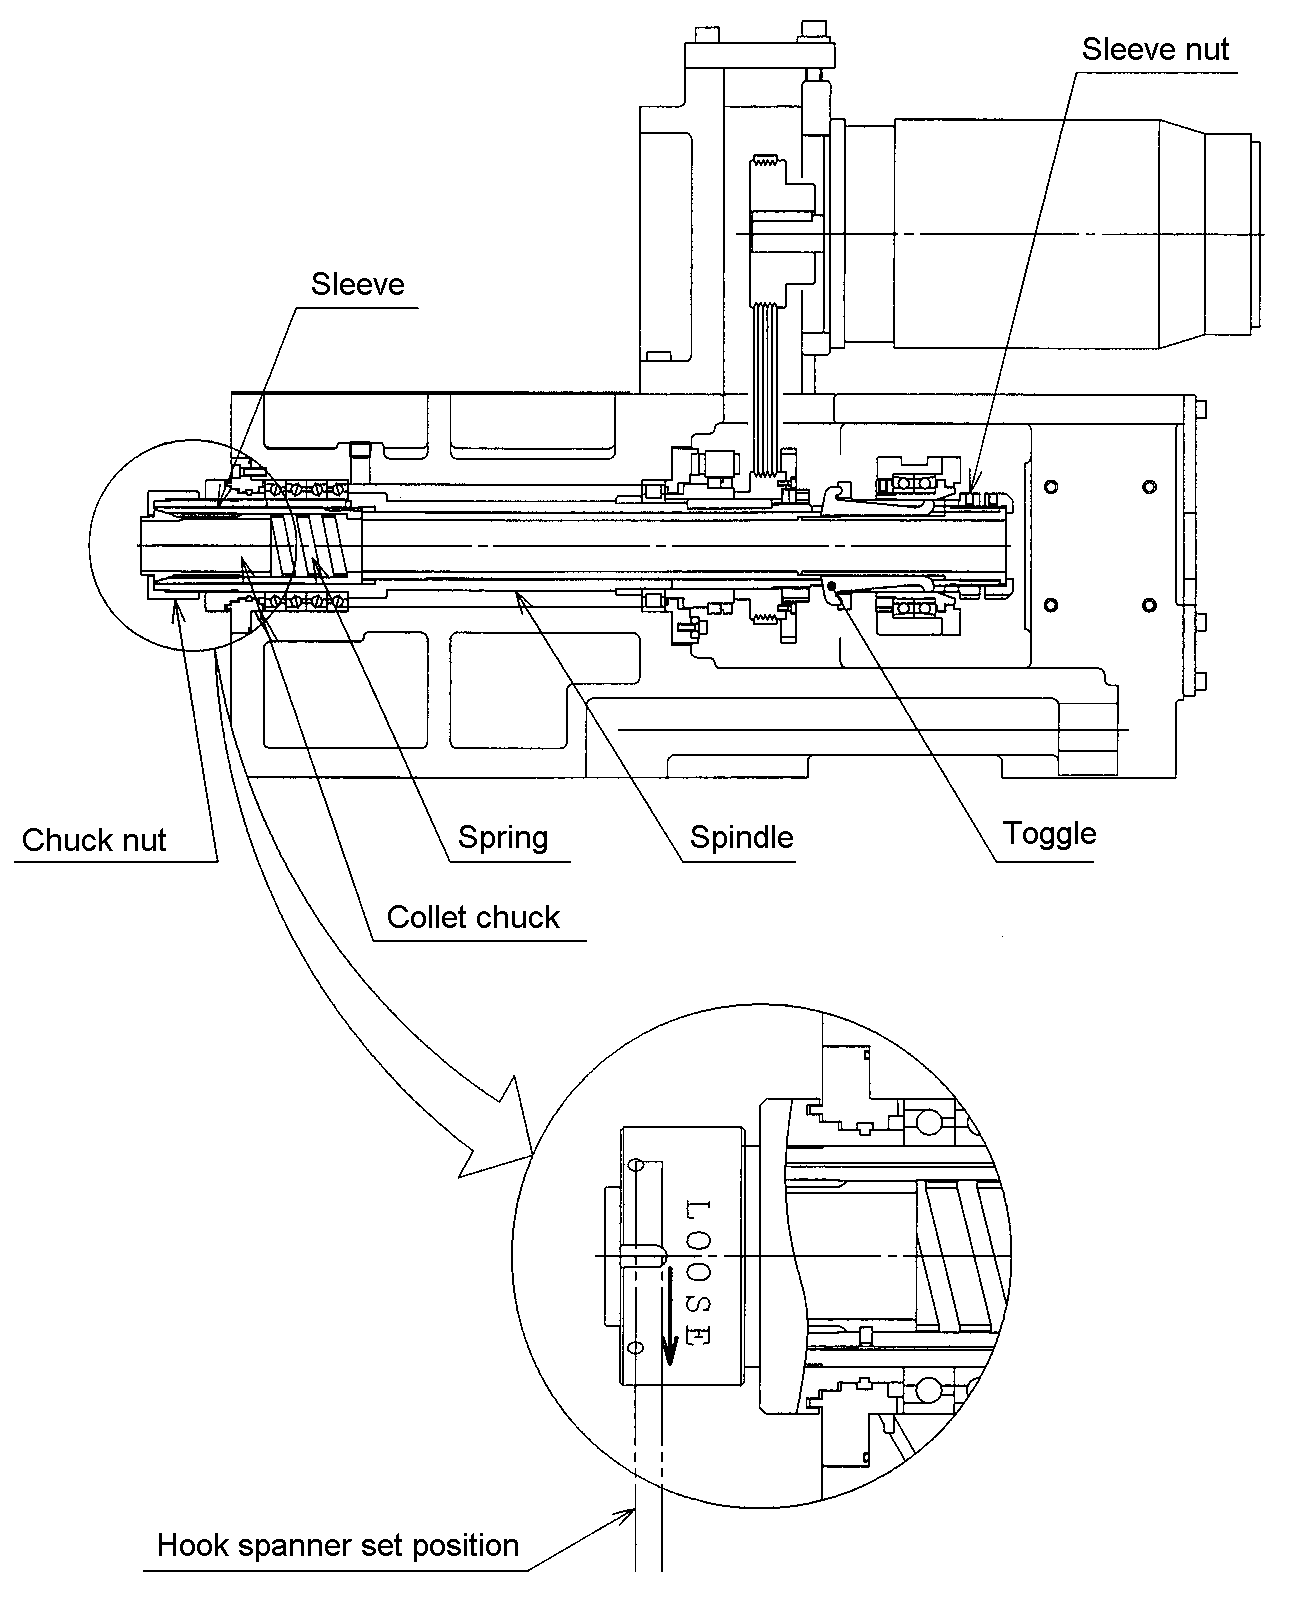 Sleeve nut
Sleeve
Chuck nut
Spring
Spindle
Toggle
Collet chuck
LOOSE
Hook spanner set position